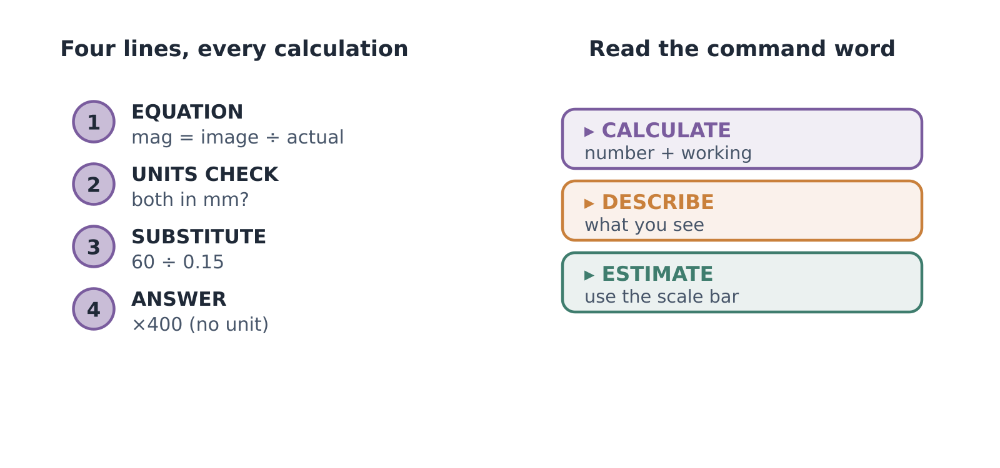 Four lines, every calculation
1
EQUATION
mag = image ÷ actual
2
UNITS CHECK
both in mm?
3
SUBSTITUTE
60 ÷ 0.15
4
ANSWER
×400 (no unit)
Read the command word
▸ CALCULATE
number + working
▸ DESCRIBE
what you see
▸ ESTIMATE
use the scale bar